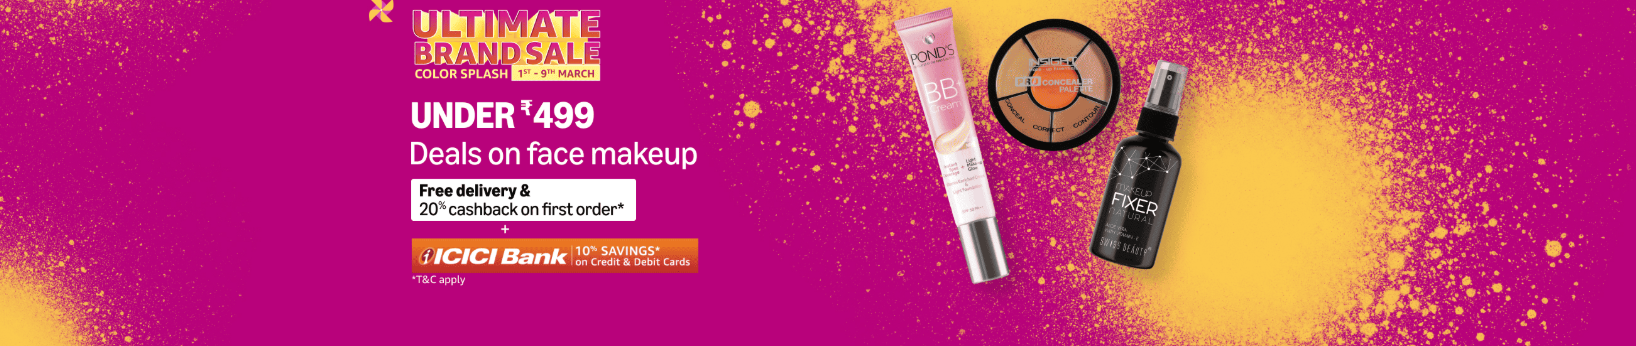 ULTIMATE
BRAND SALE
COLOR SPLASH 1ST - 9TH MARCH
UNDER ₹499
Deals on face makeup
Free delivery &
20% cashback on first order*
+
ICICI Bank 10% SAVINGS*
on Credit & Debit Cards
*T&C apply
POND'S
BB+
cream
INSIGHT
PRO CONCEALER
PALETTE
CONCEAL CORRECT CONTOUR
MAKEUP
FIXER
NATURAL
SWISS BEAUTY